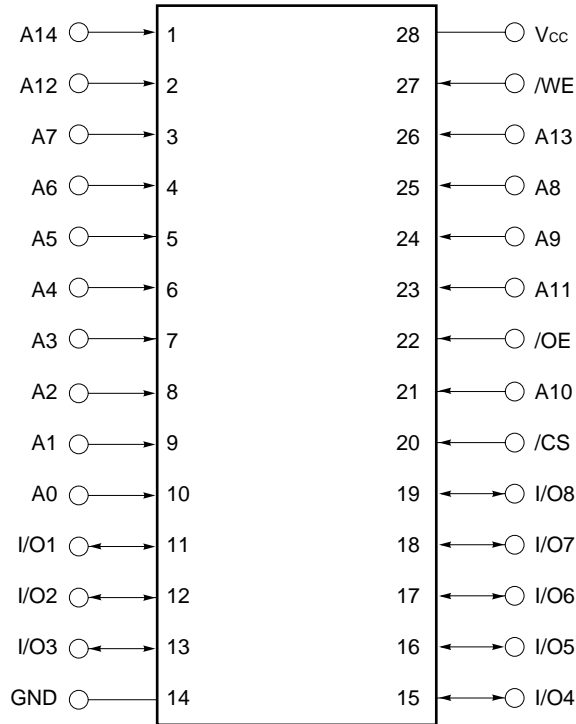 A14 1 28 Vcc
A12 2 27 /WE
A7 3 26 A13
A6 4 25 A8
A5 5 24 A9
A4 6 23 A11
A3 7 22 /OE
A2 8 21 A10
A1 9 20 /CS
A0 10 19 I/O8
I/O1 11 18 I/O7
I/O2 12 17 I/O6
I/O3 13 16 I/O5
GND 14 15 I/O4